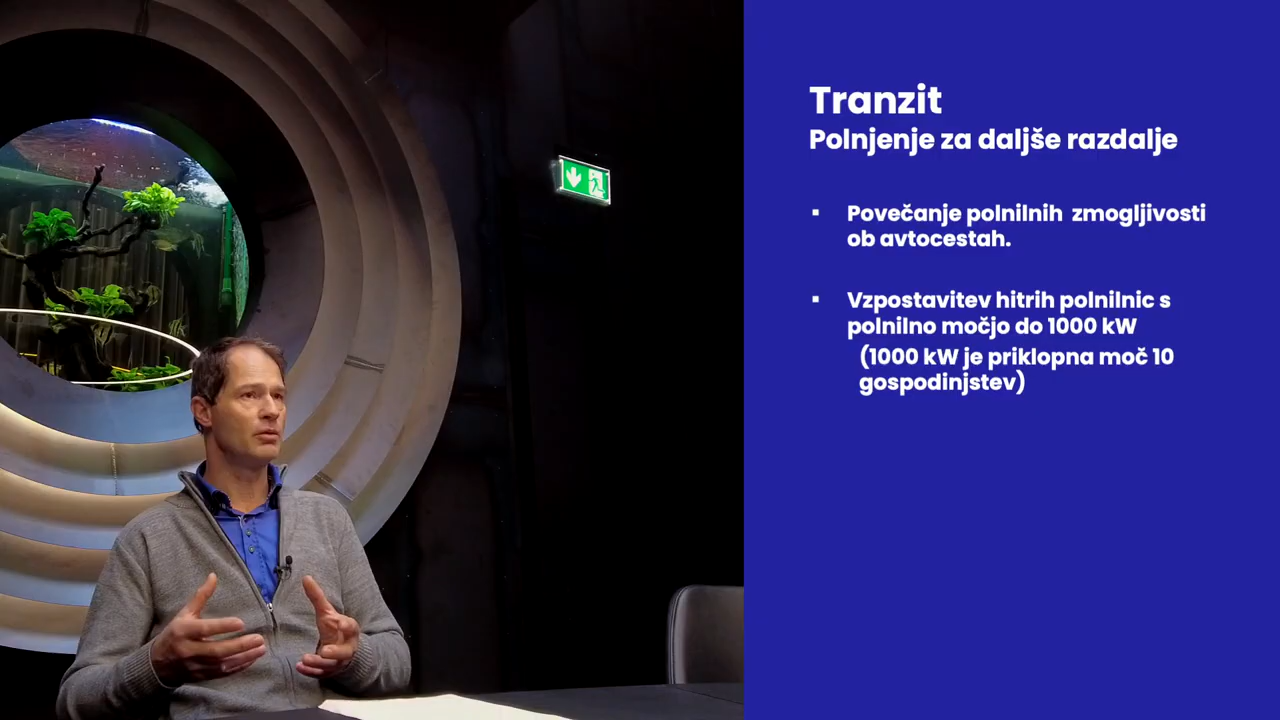 Tranzit
Polnjenje za daljše razdalje
▪ Povečanje polnilnih zmogljivosti
ob avtocestah.
▪ Vzpostavitev hitrih polnilnic s
polnilno močjo do 1000 kW
(1000 kW je priklopna moč 10
gospodinjstev)